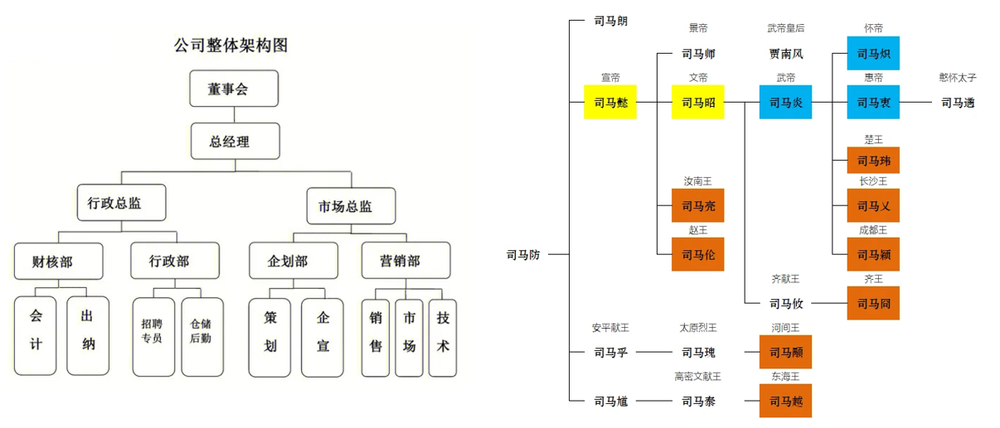 公司整体架构图
董事会
总经理
行政总监
市场总监
财核部
行政部
企划部
营销部
会计
出纳
招聘
专员
仓储
后勤
策划
企宣
销售
市场
技术
司马朗
景帝
司马师
武帝皇后
贾南风
怀帝
司马炽
宣帝
司马懿
文帝
司马昭
武帝
司马炎
惠帝
司马衷
憨怀太子
司马遹
楚王
司马玮
汝南王
司马亮
长沙王
司马乂
赵王
司马伦
成都王
司马颖
司马防
齐献王
司马攸
齐王
司马冏
安平献王
司马孚
太原烈王
司马瑰
河间王
司马颙
司马馗
高密文献王
司马泰
东海王
司马越